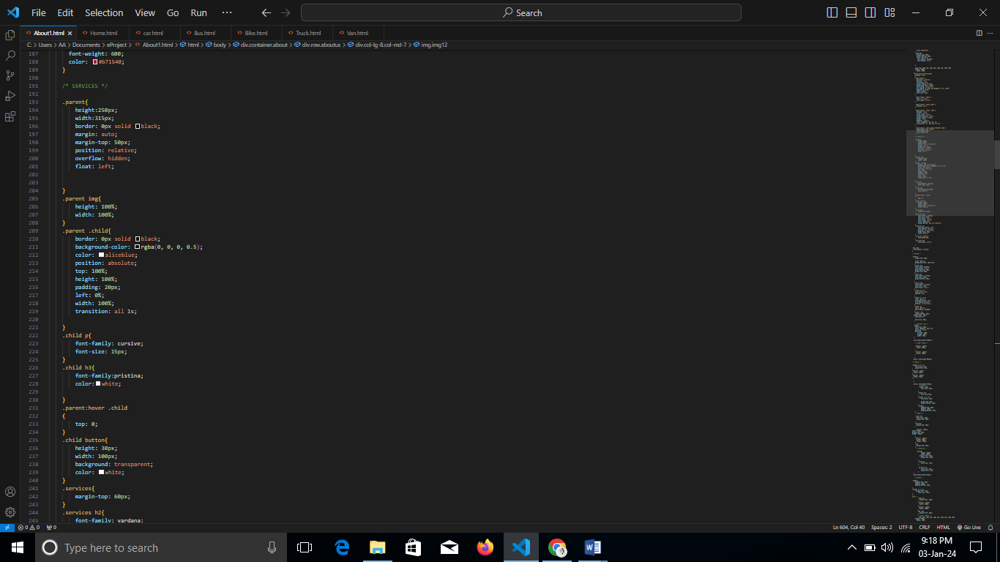 File Edit Selection View Go Run ··· Search
About1.html Home.html car.html Bus.html Bike.html Truck.html Van.html
C: > Users > AA > Documents > eProject > About1.html > html > body > div.container.about > div.row.aboutus > div.col-lg-8.col-md-7 > img.img12
187 font-weight: 600;
188 color: #b71540;
189 }
190
191 /* SERVICES */
192
193 .parent{
194 height:250px;
195 width:315px;
196 border: 0px solid black;
197 margin: auto;
198 margin-top: 50px;
199 position: relative;
200 overflow: hidden;
201 float: left;
202
203
204 }
205 .parent img{
206 height: 100%;
207 width: 100%;
208 }
209 .parent .child{
210 border: 0px solid black;
211 background-color: rgba(0, 0, 0, 0.5);
212 color: aliceblue;
213 position: absolute;
214 top: 100%;
215 height: 100%;
216 padding: 20px;
217 left: 0%;
218 width: 100%;
219 transition: all 1s;
220
221 }
222 .child p{
223 font-family: cursive;
224 font-size: 15px;
225 }
226 .child h3{
227 font-family:pristina;
228 color: white;
229
230 }
231 .parent:hover .child
232 {
233 top: 0;
234 }
235 .child button{
236 height: 30px;
237 width: 100px;
238 background: transparent;
239 color: white;
240 }
241 .services{
242 margin-top: 60px;
243 }
244 .services h2{
245 font-family: vardana;
0 0 0 Ln 604, Col 40 Spaces: 2 UTF-8 CRLF HTML Go Live
Type here to search
9:18 PM
03-Jan-24